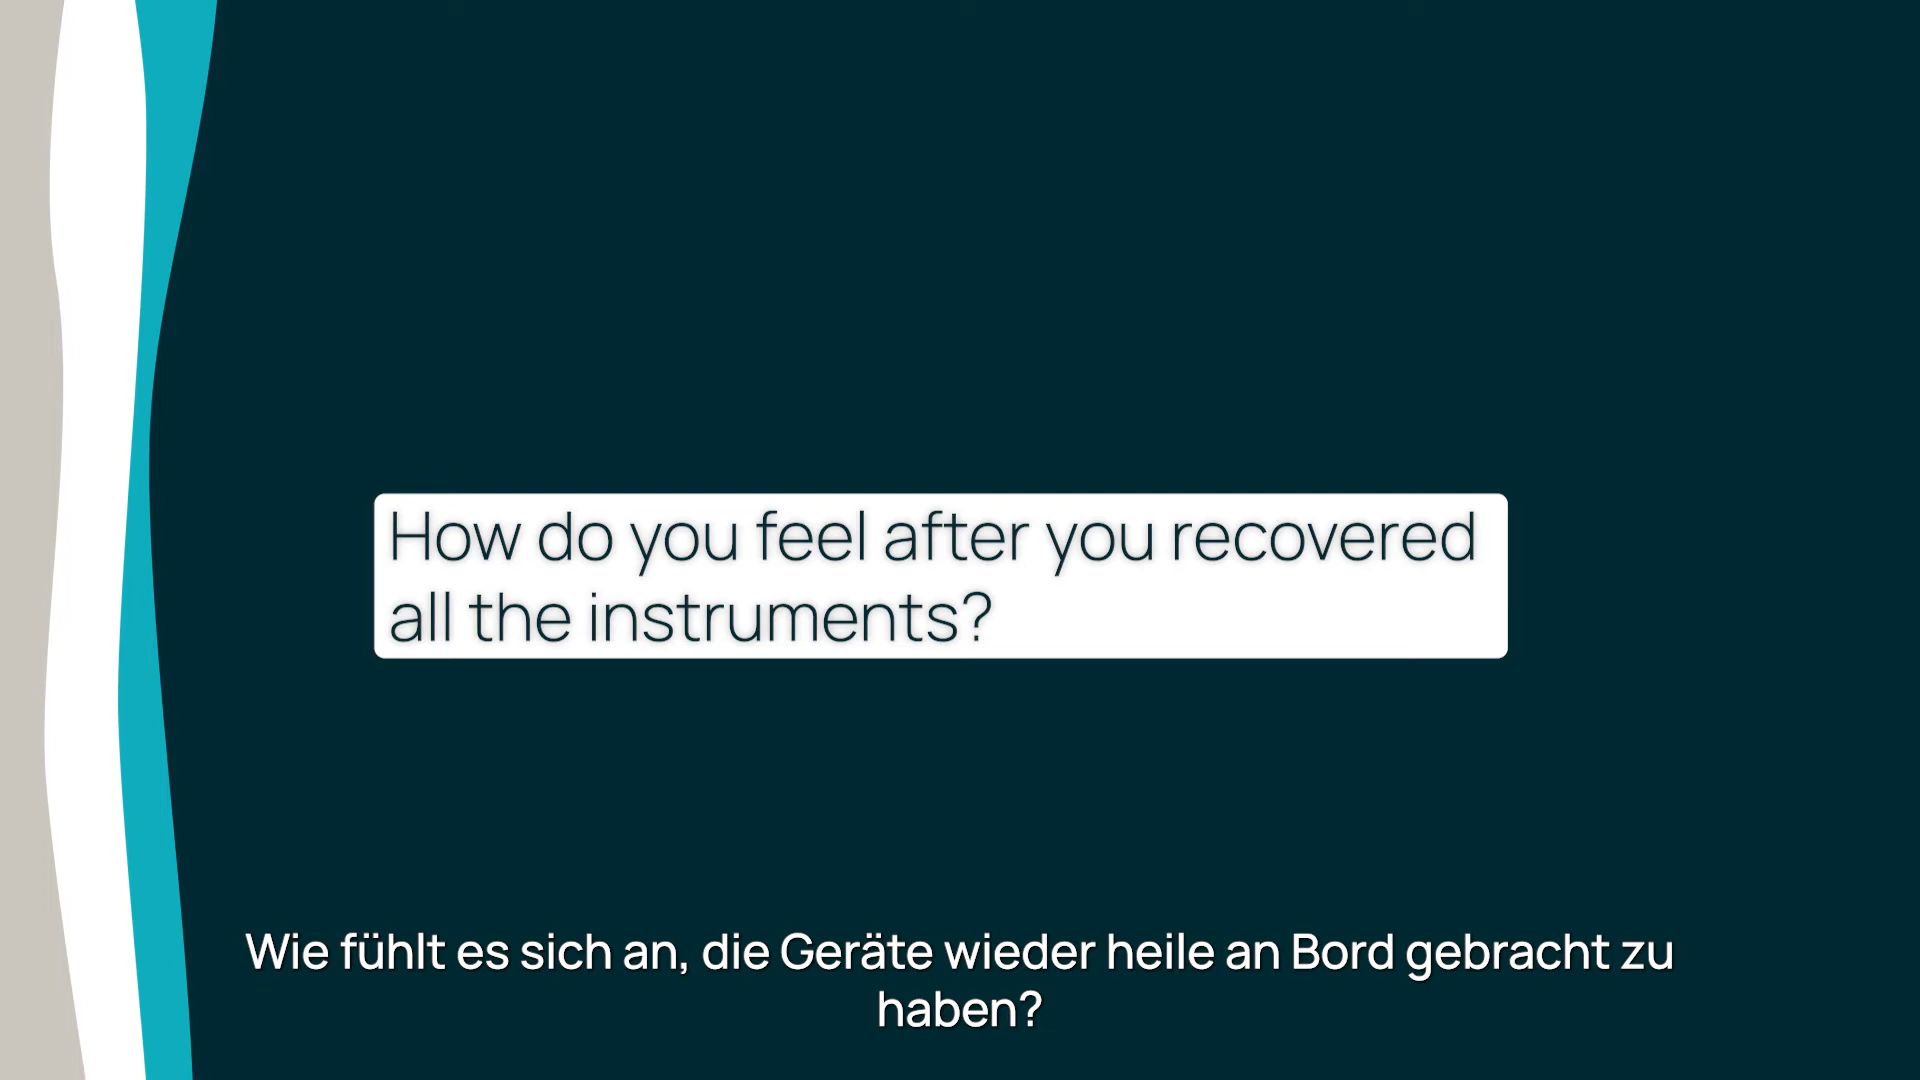 How do you feel after you recovered
all the instruments?
Wie fühlt es sich an, die Geräte wieder heile an Bord gebracht zu
haben?